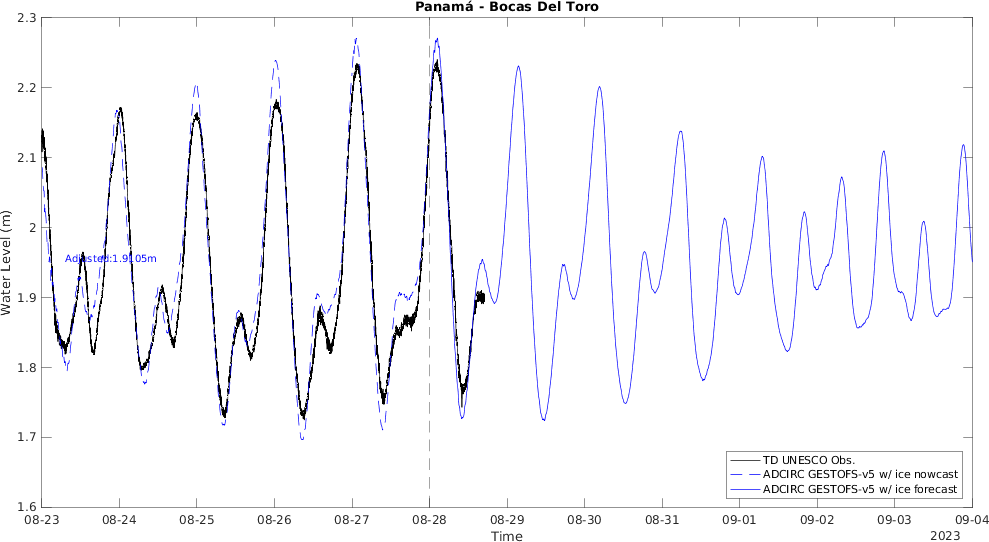 Panamá - Bocas Del Toro
Water Level (m)
2.3
2.2
2.1
2
1.9
1.8
1.7
1.6
Adjusted:1.9105m
TD UNESCO Obs.
ADCIRC GESTOFS-v5 w/ ice nowcast
ADCIRC GESTOFS-v5 w/ ice forecast
08-23 08-24 08-25 08-26 08-27 08-28 08-29 08-30 08-31 09-01 09-02 09-03 09-04
Time
2023